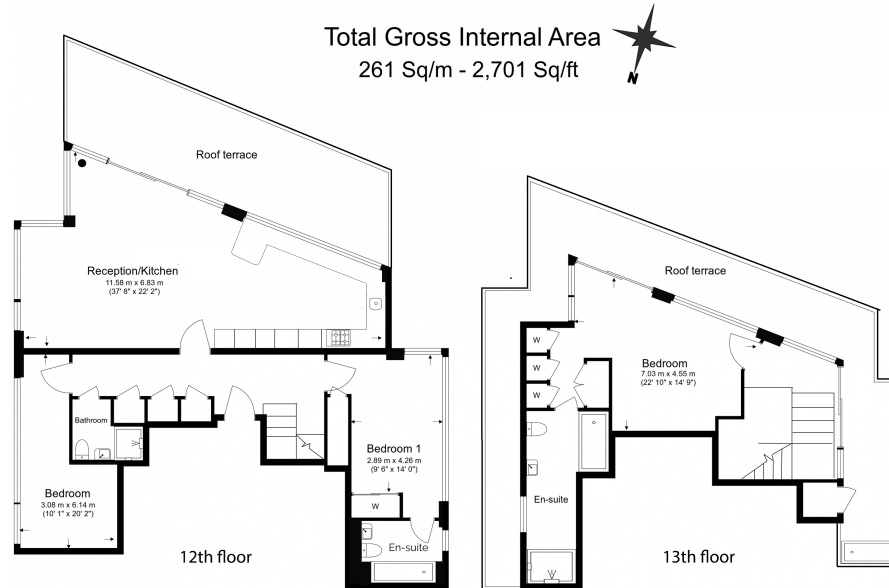 Total Gross Internal Area
261 Sq/m - 2,701 Sq/ft
N
Roof terrace
Reception/Kitchen
11.58 m x 6.83 m
(37' 8" x 22' 2")
Bathroom
Bedroom
3.08 m x 6.14 m
(10' 1" x 20' 2")
Bedroom 1
2.89 m x 4.26 m
(9' 6" x 14' 0")
W
En-suite
12th floor
Roof terrace
W
W
W
Bedroom
7.03 m x 4.55 m
(22' 10" x 14' 9")
En-suite
13th floor